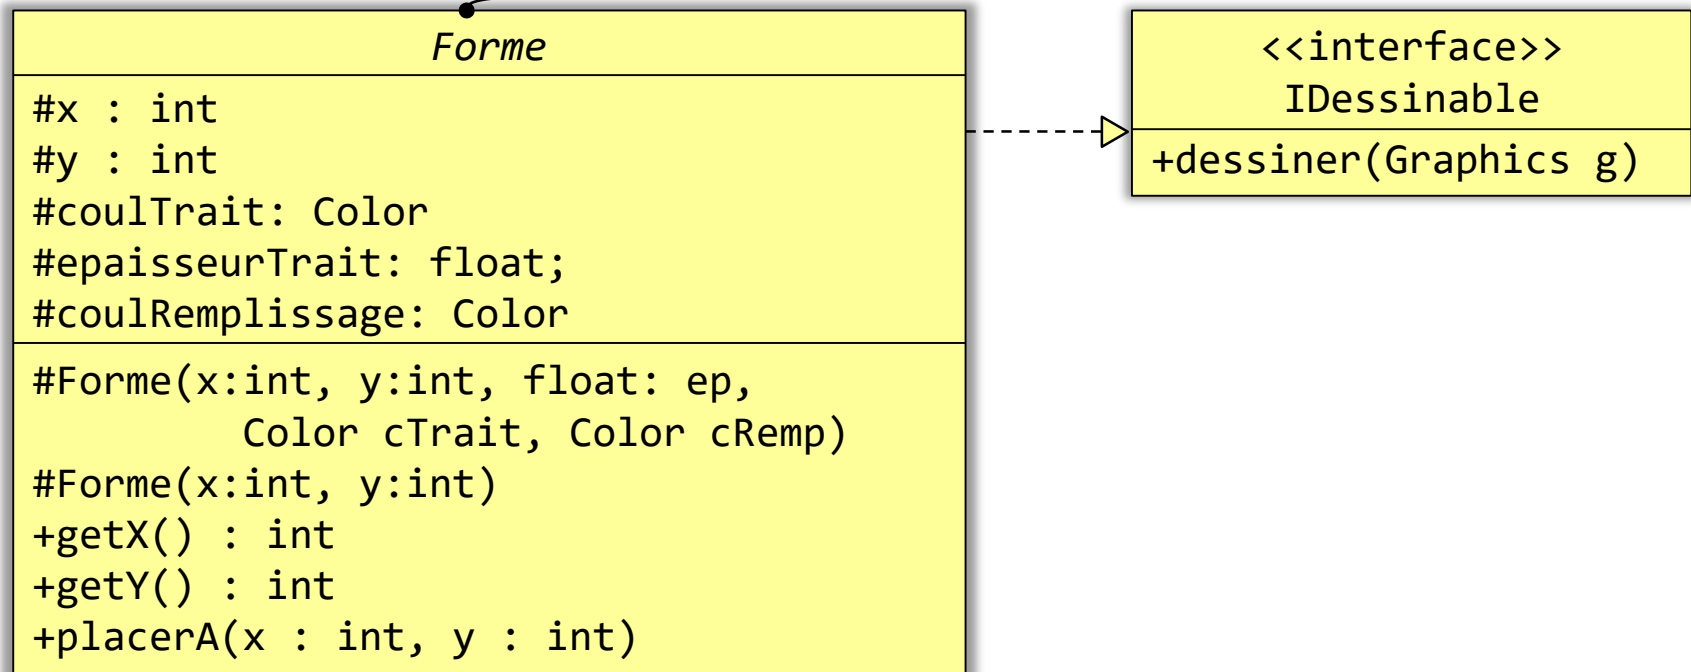 Forme
#x : int
#y : int
#coulTrait: Color
#epaisseurTrait: float;
#coulRemplissage: Color
#Forme(x:int, y:int, float: ep,
Color cTrait, Color cRemp)
#Forme(x:int, y:int)
+getX() : int
+getY() : int
+placerA(x : int, y : int)
<<interface>>
IDessinable
+dessiner(Graphics g)